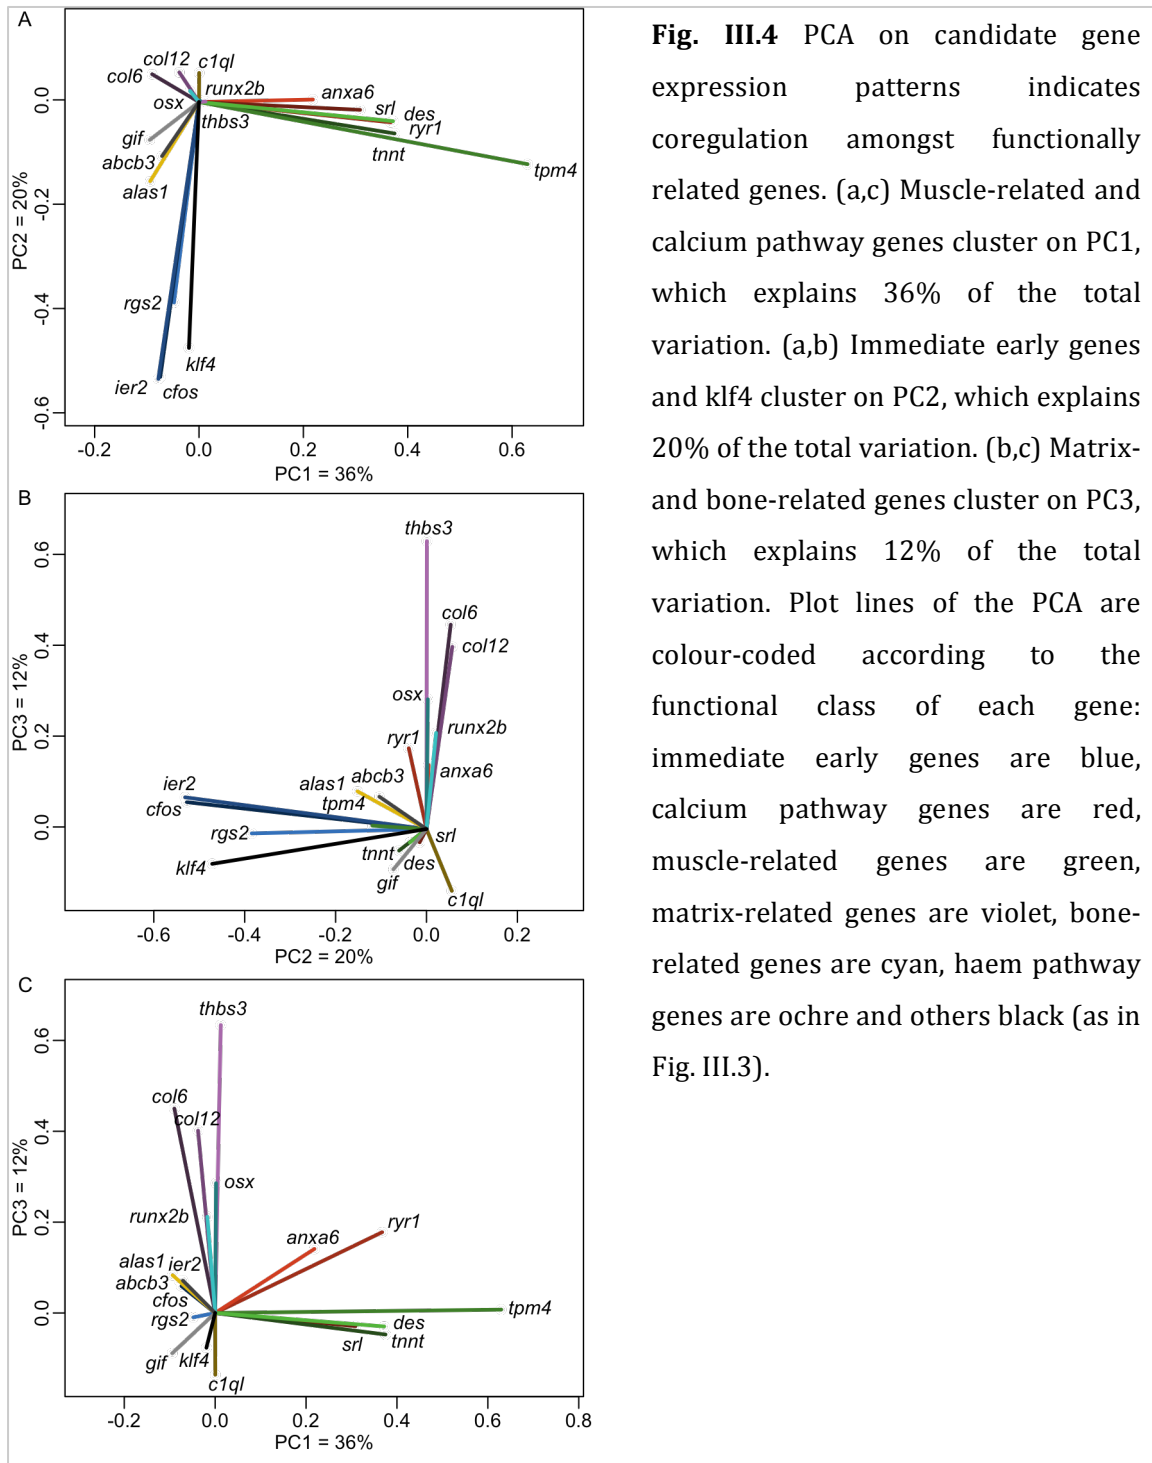 A
col12
c1ql
col6
runx2b
osx
thbs3
gif
abcb3
alas1
anxa6
srl
des
ryr1
tnnt
tpm4
rgs2
klf4
ier2
cfos
0.0
-0.2
-0.4
-0.6
PC2 = 20%
-0.2 0.0 0.2 0.4 0.6
PC1 = 36%
B
thbs3
col6
col12
osx
runx2b
ryr1
anxa6
abcb3
alas1
tpm4
ier2
cfos
rgs2
klf4
srl
tnnt
des
gif
c1ql
0.6
0.4
0.2
0.0
PC3 = 12%
-0.6 -0.4 -0.2 0.0 0.2
PC2 = 20%
C
thbs3
col6
col12
osx
runx2b
anxa6
ryr1
alas1
ier2
abcb3
cfos
rgs2
tpm4
des
srl
tnnt
gif
klf4
c1ql
0.6
0.4
0.2
0.0
PC3 = 12%
-0.2 0.0 0.2 0.4 0.6 0.8
PC1 = 36%
Fig. III.4 PCA on candidate gene
expression patterns indicates
coregulation amongst functionally
related genes. (a,c) Muscle-related and
calcium pathway genes cluster on PC1,
which explains 36% of the total
variation. (a,b) Immediate early genes
and klf4 cluster on PC2, which explains
20% of the total variation. (b,c) Matrix-
and bone-related genes cluster on PC3,
which explains 12% of the total
variation. Plot lines of the PCA are
colour-coded according to the
functional class of each gene:
immediate early genes are blue,
calcium pathway genes are red,
muscle-related genes are green,
matrix-related genes are violet, bone-
related genes are cyan, haem pathway
genes are ochre and others black (as in
Fig. III.3).